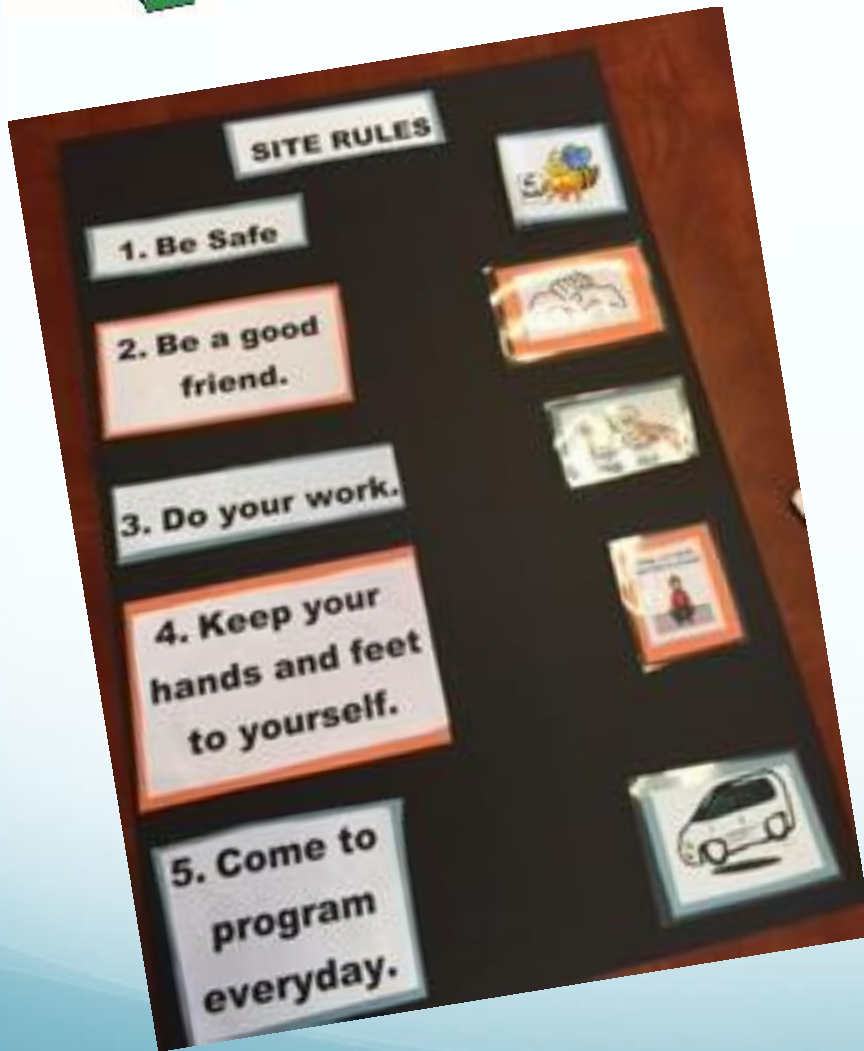 SITE RULES
1. Be Safe
2. Be a good
friend.
3. Do your work.
4. Keep your
hands and feet
to yourself.
5. Come to
program
everyday.